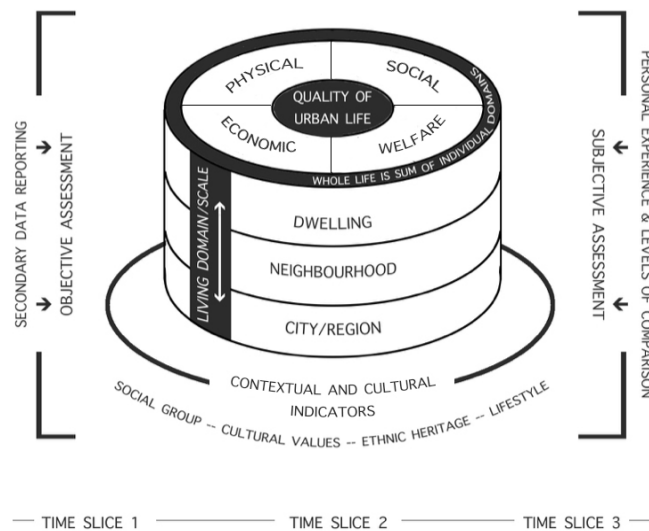 PHYSICAL
SOCIAL
QUALITY OF
URBAN LIFE
ECONOMIC
WELFARE
WHOLE LIFE IS SUM OF INDIVIDUAL DOMAINS
LIVING DOMAIN/SCALE
DWELLING
NEIGHBOURHOOD
CITY/REGION
SECONDARY DATA REPORTING
OBJECTIVE ASSESSMENT
SUBJECTIVE ASSESSMENT
PERSONAL EXPERIENCE & LEVELS OF COMPARISON
CONTEXTUAL AND CULTURAL
INDICATORS
SOCIAL GROUP -- CULTURAL VALUES -- ETHNIC HERITAGE -- LIFESTYLE
TIME SLICE 1
TIME SLICE 2
TIME SLICE 3